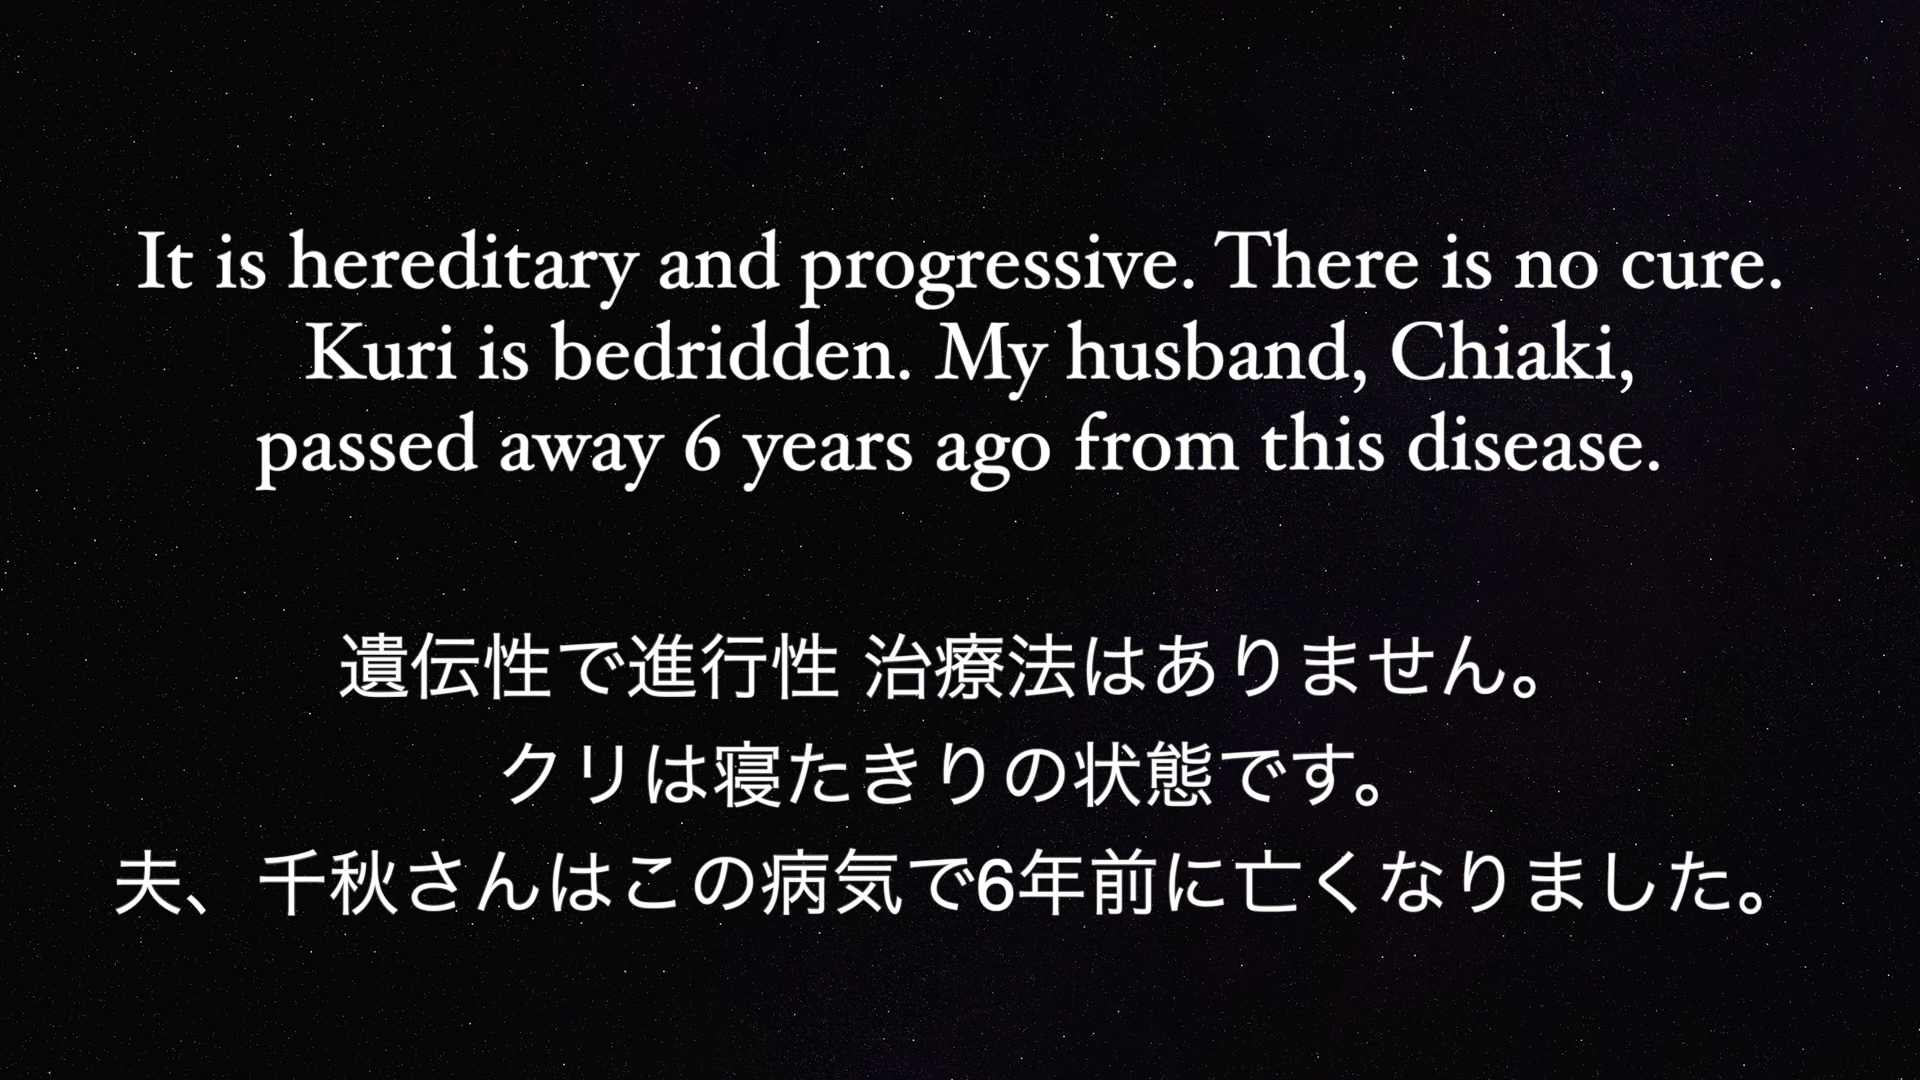 It is hereditary and progressive. There is no cure.
Kuri is bedridden. My husband, Chiaki,
passed away 6 years ago from this disease.
遺伝性で進行性 治療法はありません。
クリは寝たきりの状態です。
夫、千秋さんはこの病気で6年前に亡くなりました。